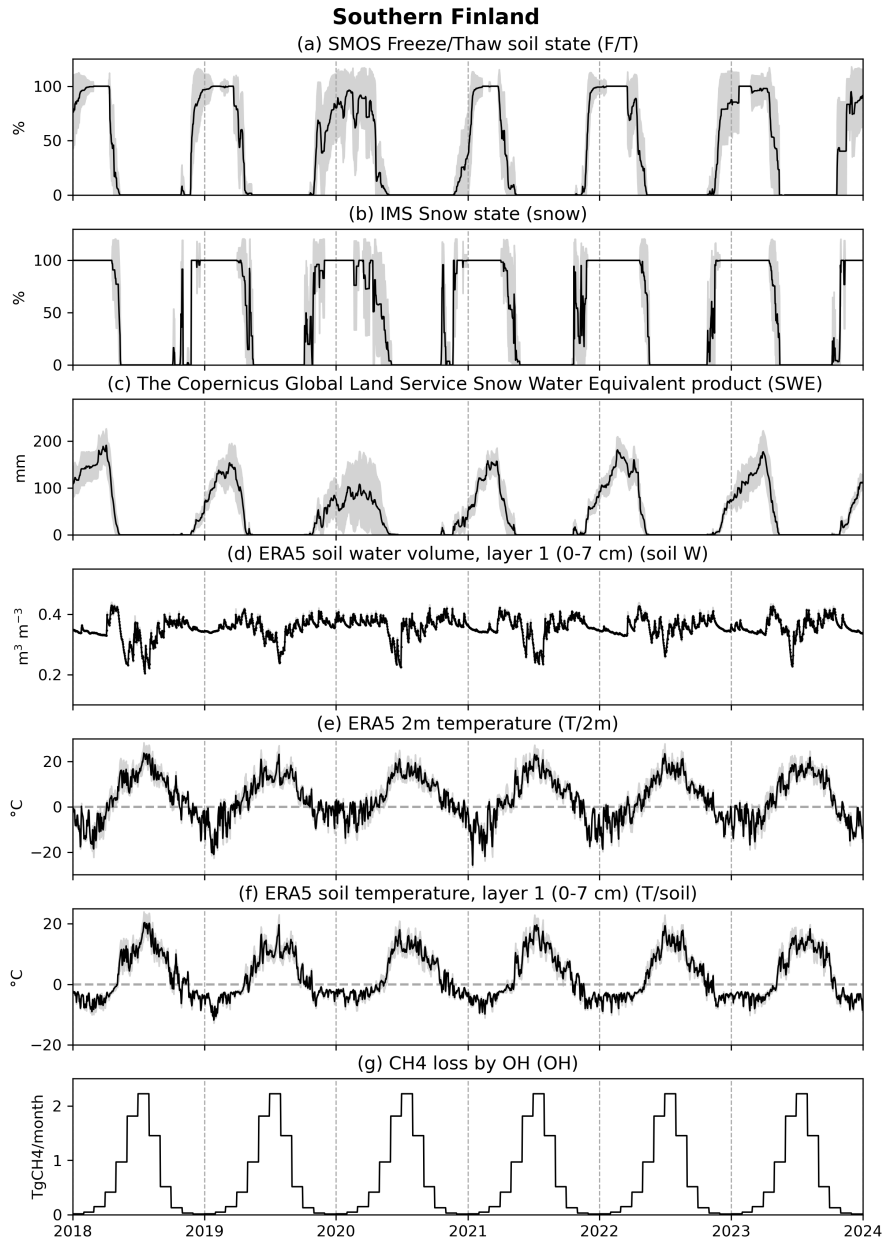 Southern Finland
(a) SMOS Freeze/Thaw soil state (F/T)
100
50
0
%
(b) IMS Snow state (snow)
100
50
0
%
(c) The Copernicus Global Land Service Snow Water Equivalent product (SWE)
200
100
0
mm
(d) ERA5 soil water volume, layer 1 (0-7 cm) (soil W)
0.4
0.2
m³ m⁻³
(e) ERA5 2m temperature (T/2m)
20
0
−20
°C
(f) ERA5 soil temperature, layer 1 (0-7 cm) (T/soil)
20
0
−20
°C
(g) CH4 loss by OH (OH)
2
1
0
TgCH4/month
2018 2019 2020 2021 2022 2023 2024